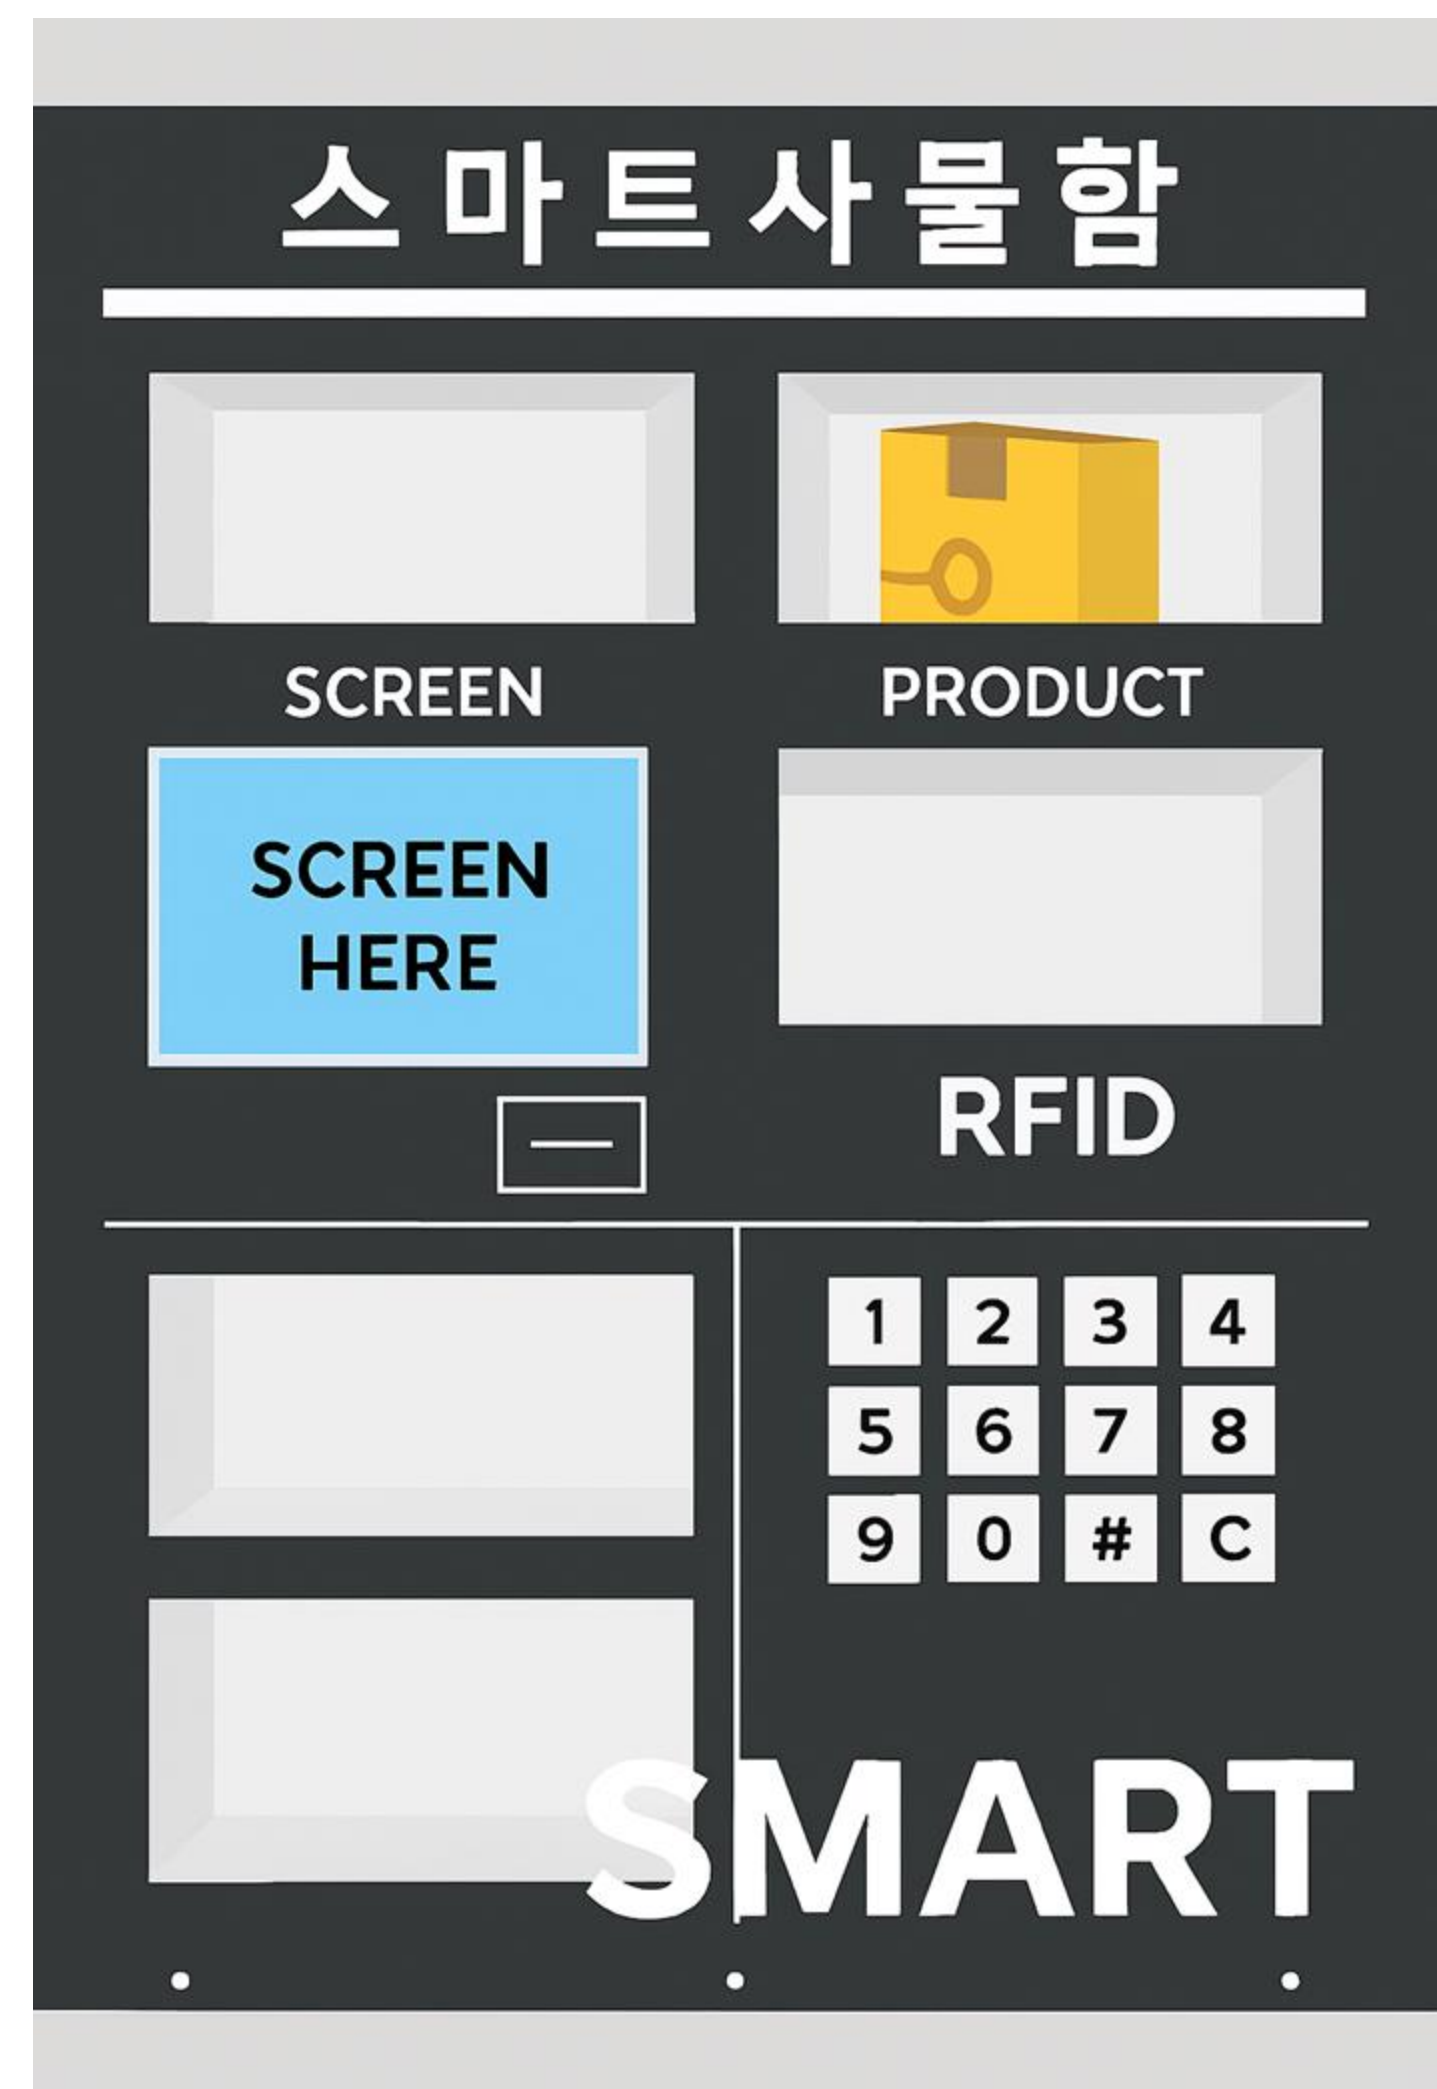 스마트사물함
SCREEN
PRODUCT
SCREEN
HERE
RFID
1 2 3 4
5 6 7 8
9 0 # C
SMART